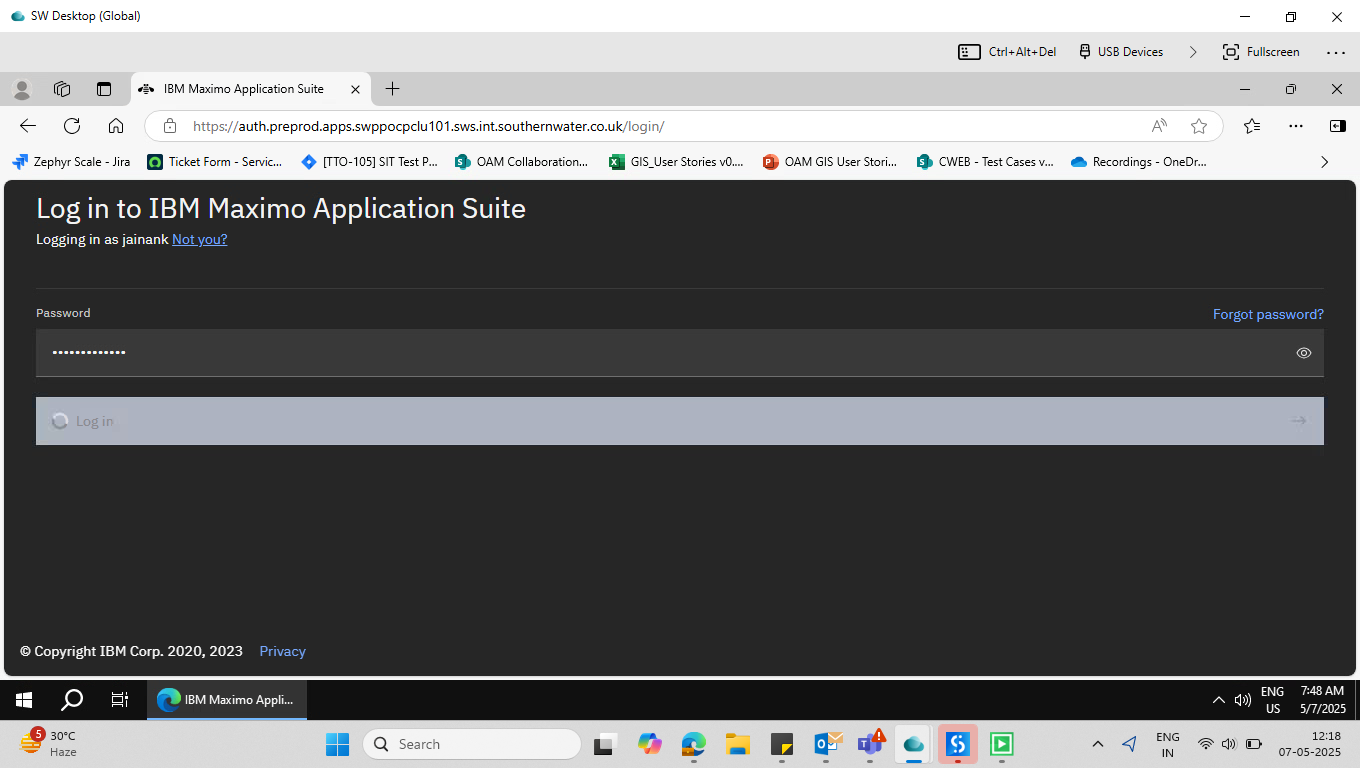 SW Desktop (Global)
Ctrl+Alt+Del USB Devices Fullscreen
IBM Maximo Application Suite
https://auth.preprod.apps.swppocpclu101.sws.int.southernwater.co.uk/login/
Zephyr Scale - Jira Ticket Form - Servic... [TTO-105] SIT Test P... OAM Collaboration... GIS_User Stories v0.... OAM GIS User Stori... CWEB - Test Cases v... Recordings - OneDr...
Log in to IBM Maximo Application Suite
Logging in as jainank Not you?
Password Forgot password?
Log in
© Copyright IBM Corp. 2020, 2023 Privacy
IBM Maximo Appli... ENG 7:48 AM
US 5/7/2025
5 30°C Search ENG 12:18
Haze IN 07-05-2025